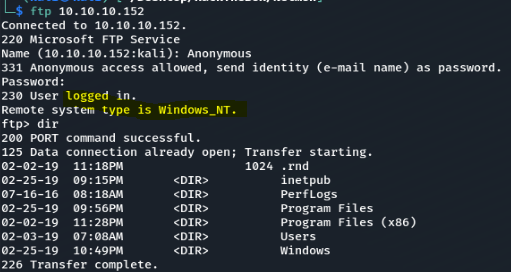 $ ftp 10.10.10.152
Connected to 10.10.10.152.
220 Microsoft FTP Service
Name (10.10.10.152:kali): Anonymous
331 Anonymous access allowed, send identity (e-mail name) as password.
Password:
230 User logged in.
Remote system type is Windows_NT.
ftp> dir
200 PORT command successful.
125 Data connection already open; Transfer starting.
02-02-19  11:18PM                 1024 .rnd
02-25-19  09:15PM       <DIR>          inetpub
07-16-16  08:18AM       <DIR>          PerfLogs
02-25-19  09:56PM       <DIR>          Program Files
02-02-19  11:28PM       <DIR>          Program Files (x86)
02-03-19  07:08AM       <DIR>          Users
02-25-19  10:49PM       <DIR>          Windows
226 Transfer complete.